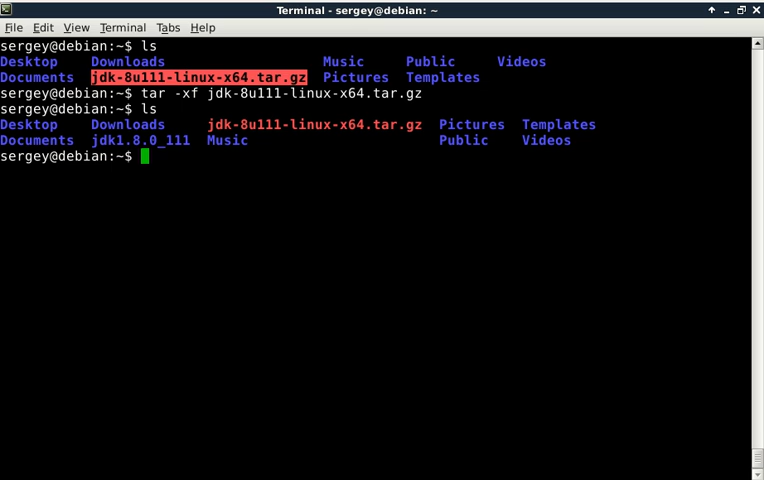 Terminal - sergey@debian: ~
File Edit View Terminal Tabs Help
sergey@debian:~$ ls
Desktop Downloads Music Public Videos
Documents jdk-8u111-linux-x64.tar.gz Pictures Templates
sergey@debian:~$ tar -xf jdk-8u111-linux-x64.tar.gz
sergey@debian:~$ ls
Desktop Downloads jdk-8u111-linux-x64.tar.gz Pictures Templates
Documents jdk1.8.0_111 Music Public Videos
sergey@debian:~$